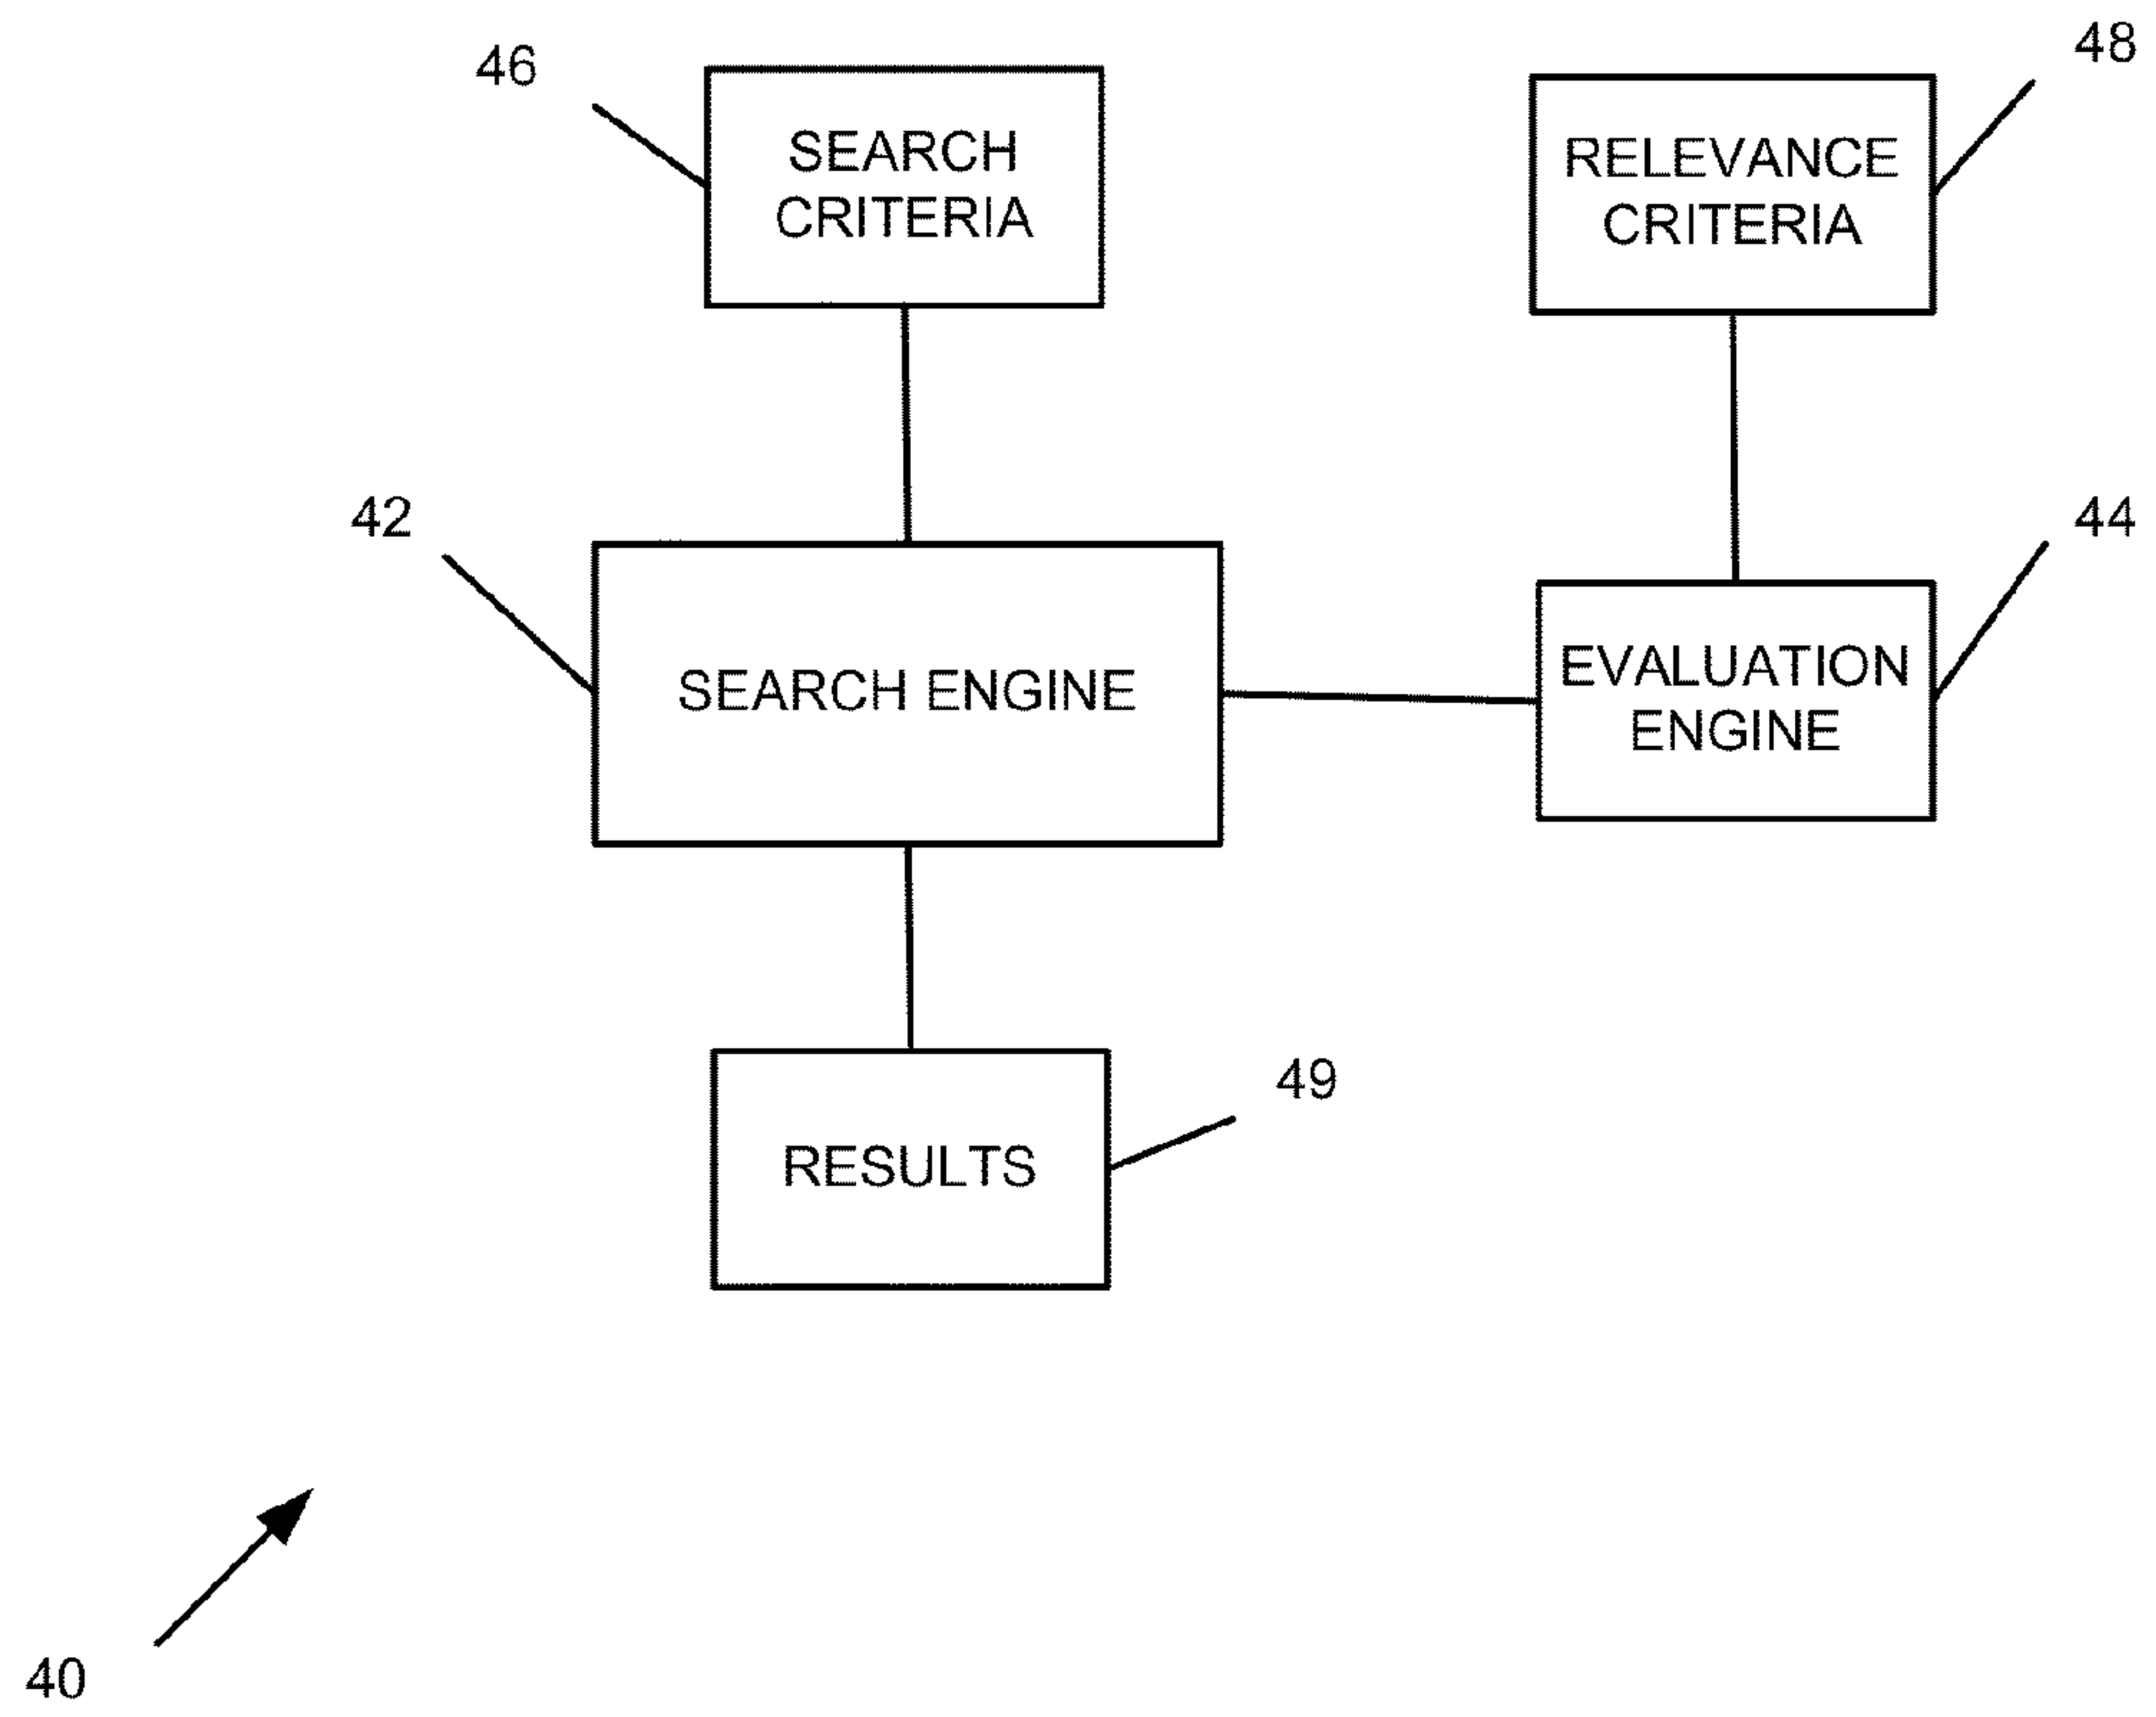 46
48
SEARCH
CRITERIA
RELEVANCE
CRITERIA
42
44
SEARCH ENGINE
EVALUATION
ENGINE
49
RESULTS
40